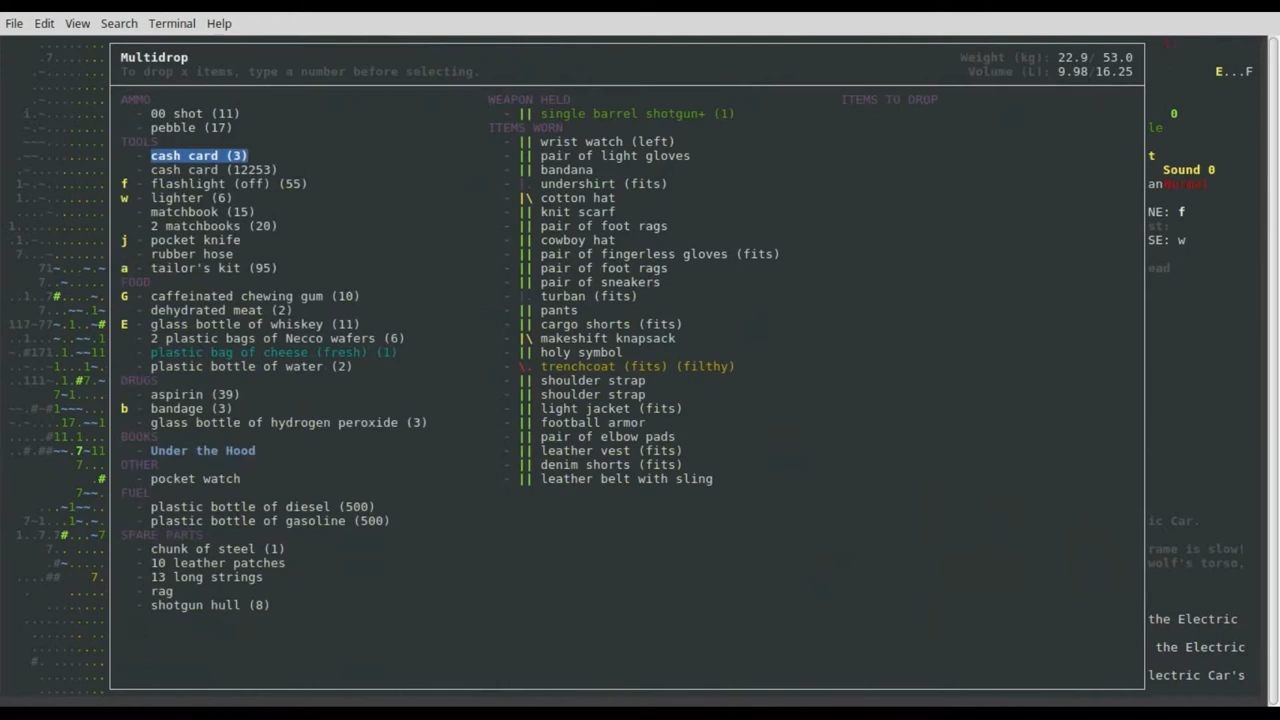 File Edit View Search Terminal Help
Multidrop
To drop x items, type a number before selecting.
Weight (kg): 22.9/ 53.0
Volume (L): 9.98/16.25
AMMO
- 00 shot (11)
- pebble (17)
TOOLS
- cash card (3)
- cash card (12253)
f - flashlight (off) (55)
w - lighter (6)
- matchbook (15)
- 2 matchbooks (20)
j - pocket knife
- rubber hose
a - tailor's kit (95)
FOOD
G - caffeinated chewing gum (10)
- dehydrated meat (2)
E - glass bottle of whiskey (11)
- 2 plastic bags of Necco wafers (6)
- plastic bag of cheese (fresh) (1)
- plastic bottle of water (2)
DRUGS
- aspirin (39)
b - bandage (3)
- glass bottle of hydrogen peroxide (3)
BOOKS
- Under the Hood
OTHER
- pocket watch
FUEL
- plastic bottle of diesel (500)
- plastic bottle of gasoline (500)
SPARE PARTS
- chunk of steel (1)
- 10 leather patches
- 13 long strings
- rag
- shotgun hull (8)
WEAPON HELD
- || single barrel shotgun+ (1)
ITEMS WORN
- || wrist watch (left)
- || pair of light gloves
- || bandana
- |. undershirt (fits)
- |\ cotton hat
- || knit scarf
- || pair of foot rags
- || cowboy hat
- || pair of fingerless gloves (fits)
- || pair of foot rags
- || pair of sneakers
- |. turban (fits)
- || pants
- || cargo shorts (fits)
- |\ makeshift knapsack
- || holy symbol
- \. trenchcoat (fits) (filthy)
- || shoulder strap
- || shoulder strap
- || light jacket (fits)
- || football armor
- || pair of elbow pads
- || leather vest (fits)
- || denim shorts (fits)
- || leather belt with sling
ITEMS TO DROP
E...F
0
le
t
Sound 0
an
NE: f
st:
SE: w
ead
ic Car.
rame is slow!
wolf's torso,
the Electric
the Electric
lectric Car's